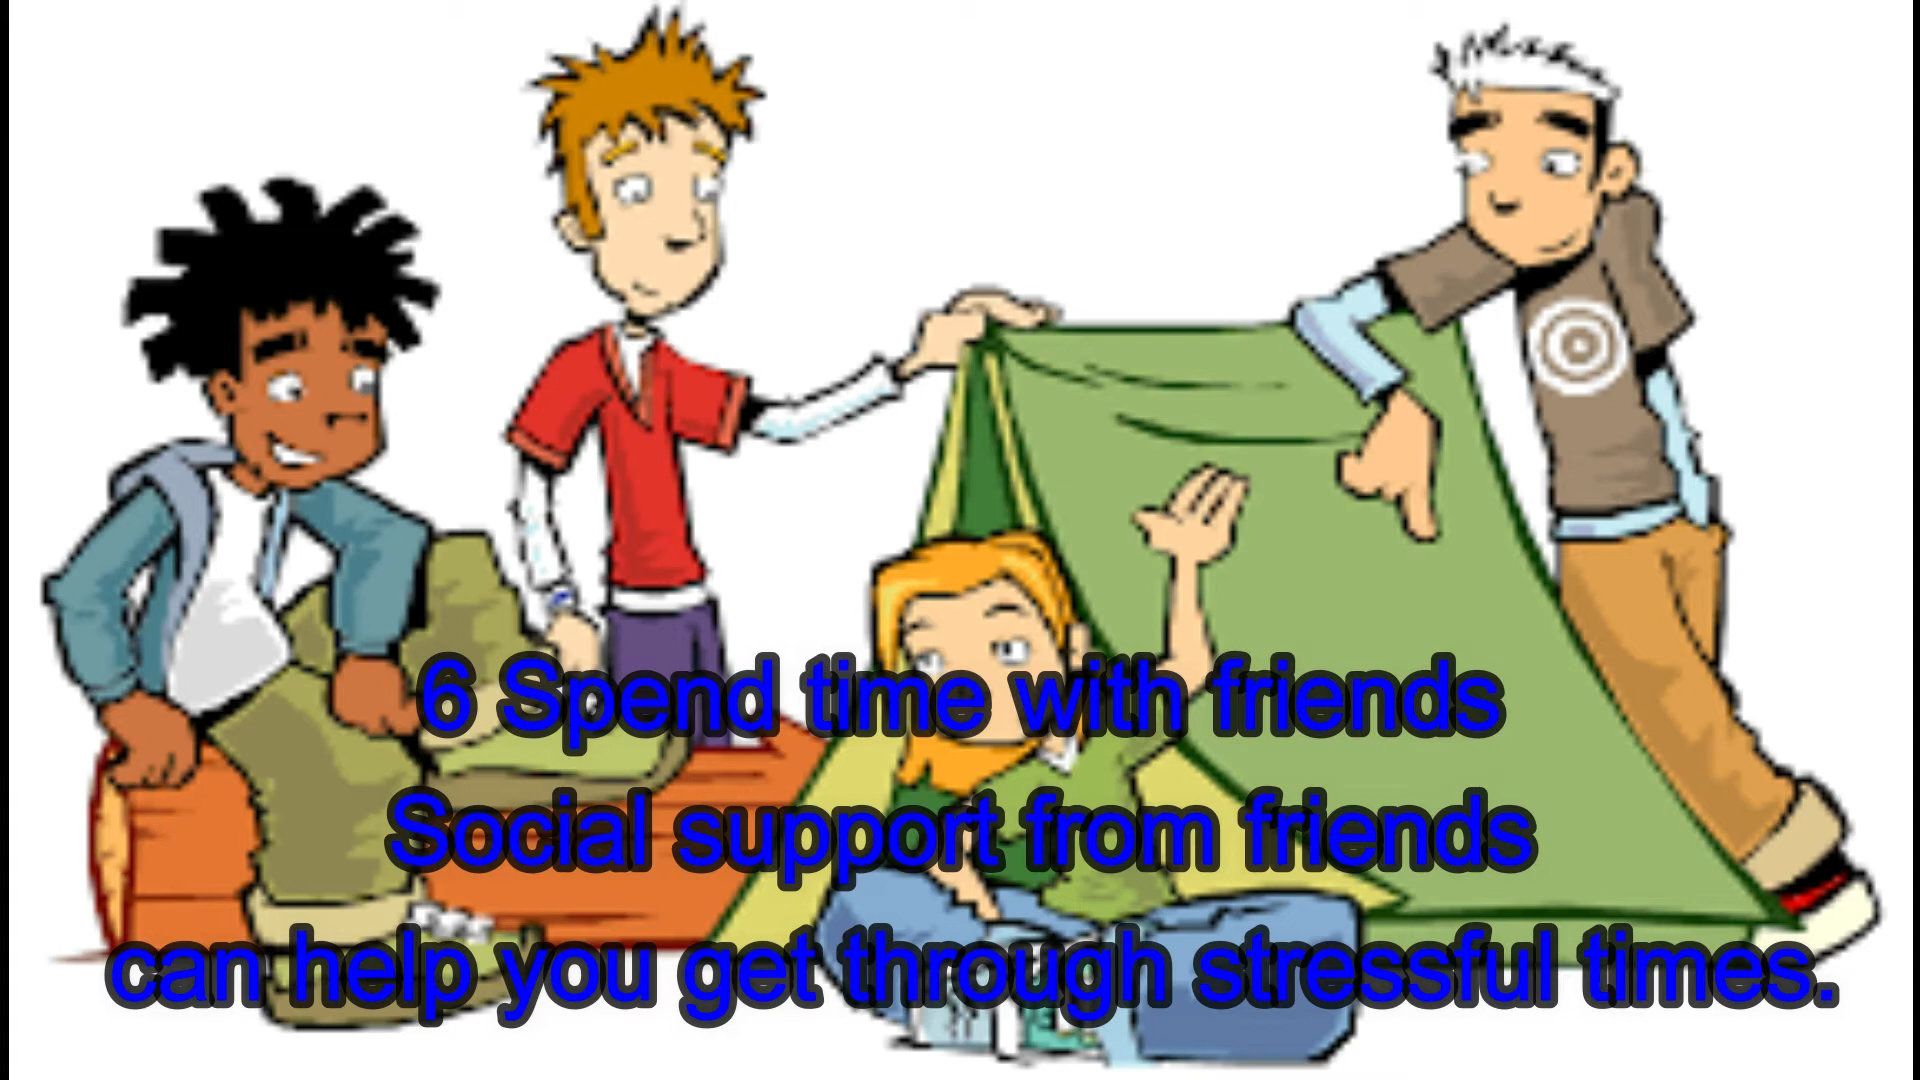 6 Spend time with friends
Social support from friends
can help you get through stressful times.